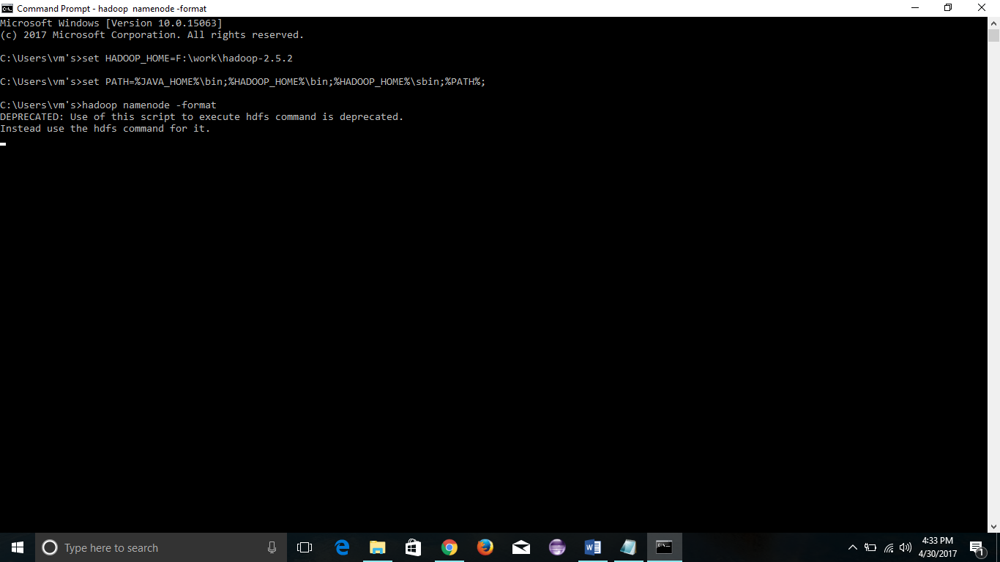 Command Prompt - hadoop  namenode -format
Microsoft Windows [Version 10.0.15063]
(c) 2017 Microsoft Corporation. All rights reserved.
C:\Users\vm's>set HADOOP_HOME=F:\work\hadoop-2.5.2
C:\Users\vm's>set PATH=%JAVA_HOME%\bin;%HADOOP_HOME%\bin;%HADOOP_HOME%\sbin;%PATH%;
C:\Users\vm's>hadoop namenode -format
DEPRECATED: Use of this script to execute hdfs command is deprecated.
Instead use the hdfs command for it.
Type here to search
4:33 PM
4/30/2017
1